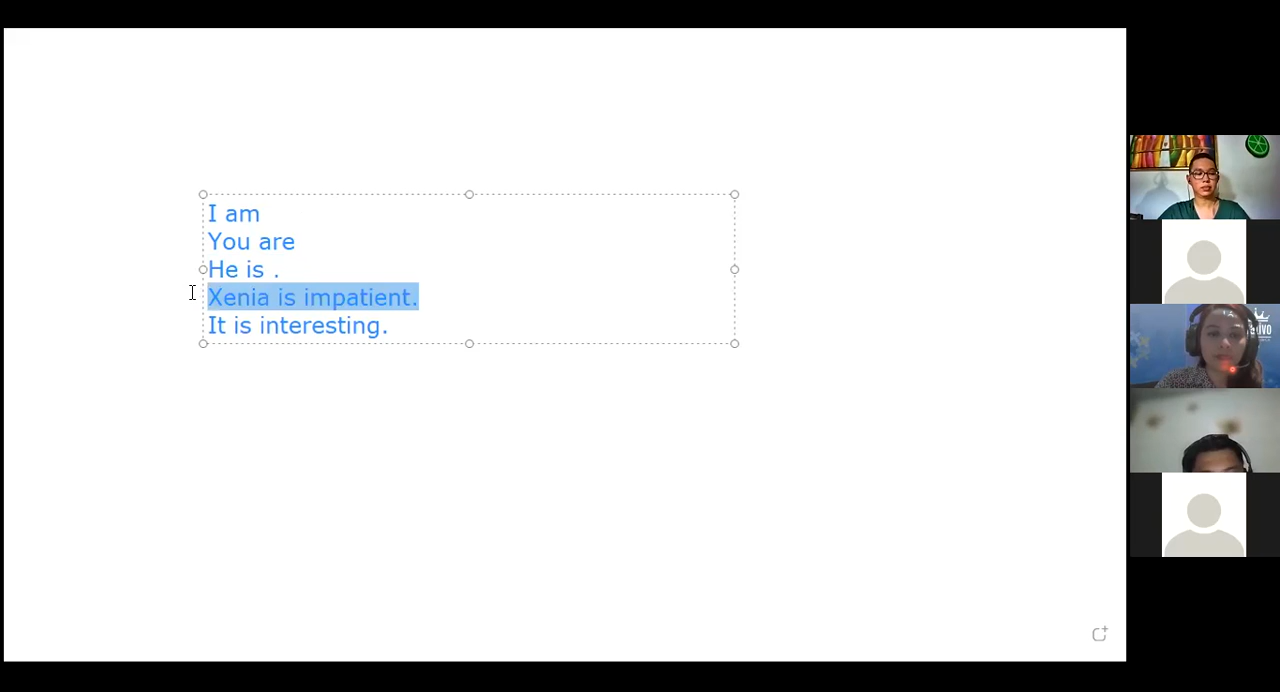 I am
You are
He is .
Xenia is impatient.
It is interesting.